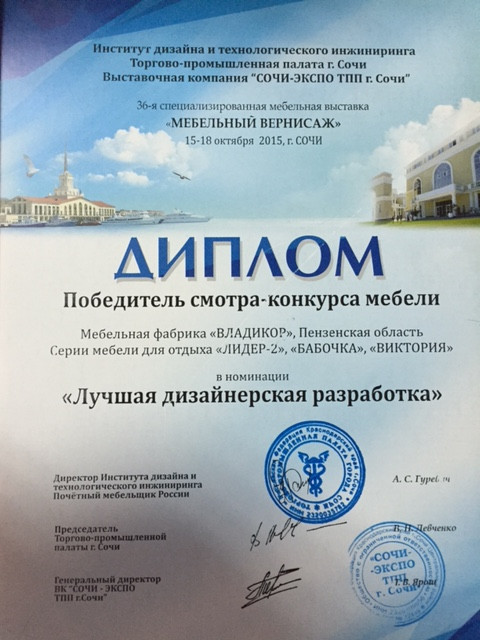 Институт дизайна и технологического инжиниринга
Торгово-промышленная палата г. Сочи
Выставочная компания "СОЧИ-ЭКСПО ТПП г. Сочи"
36-я специализированная мебельная выставка
«МЕБЕЛЬНЫЙ ВЕРНИСАЖ»
15-18 октября 2015, г. СОЧИ
ДИПЛОМ
Победитель смотра-конкурса мебели
Мебельная фабрика «ВЛАДИКОР», Пензенская область
Серии мебели для отдыха «ЛИДЕР-2», «БАБОЧКА», «ВИКТОРИЯ»
в номинации
«Лучшая дизайнерская разработка»
Директор Института дизайна и
технологического инжиниринга
Почётный мебельщик России
А. С.
Председатель
Торгово-промышленной
палаты г. Сочи
Левченко
Генеральный директор
ВК "СОЧИ - ЭКСПО
ТПП г.Сочи"
"СОЧИ-
-ЭКСПО
ТПП
г. Сочи"